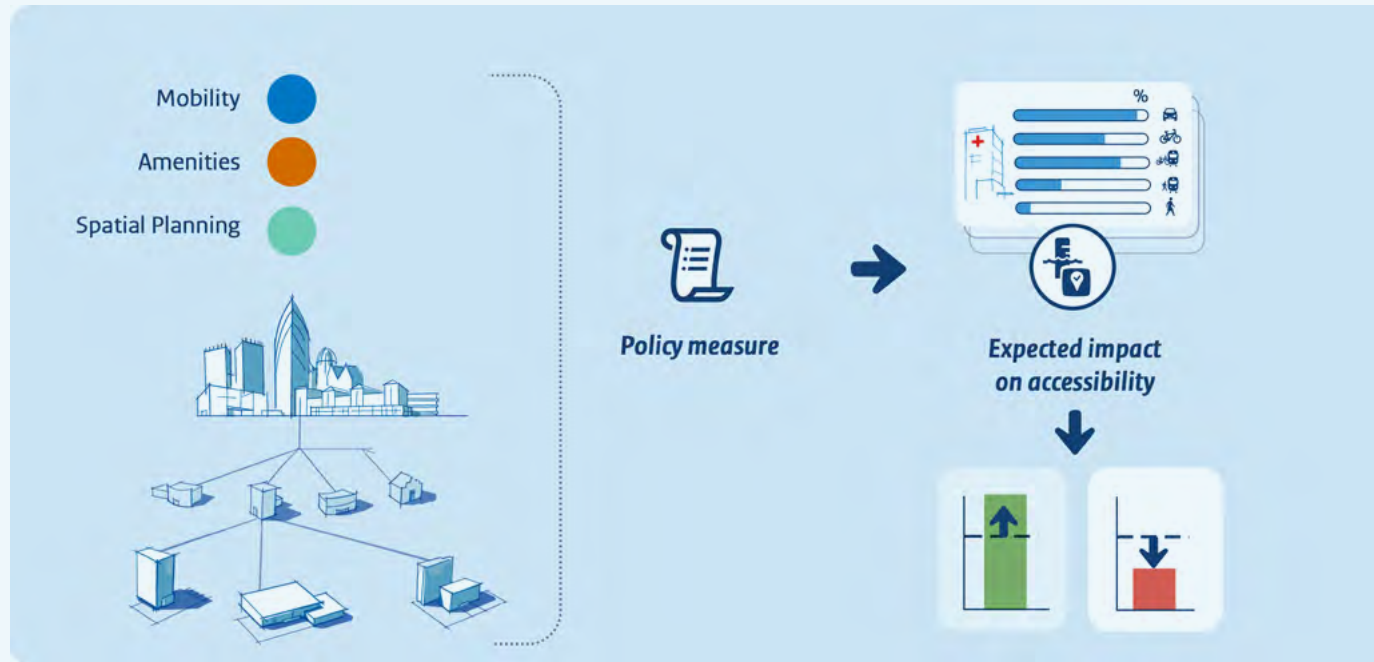 Mobility
Amenities
Spatial Planning
Policy measure
%
Expected impact
on accessibility